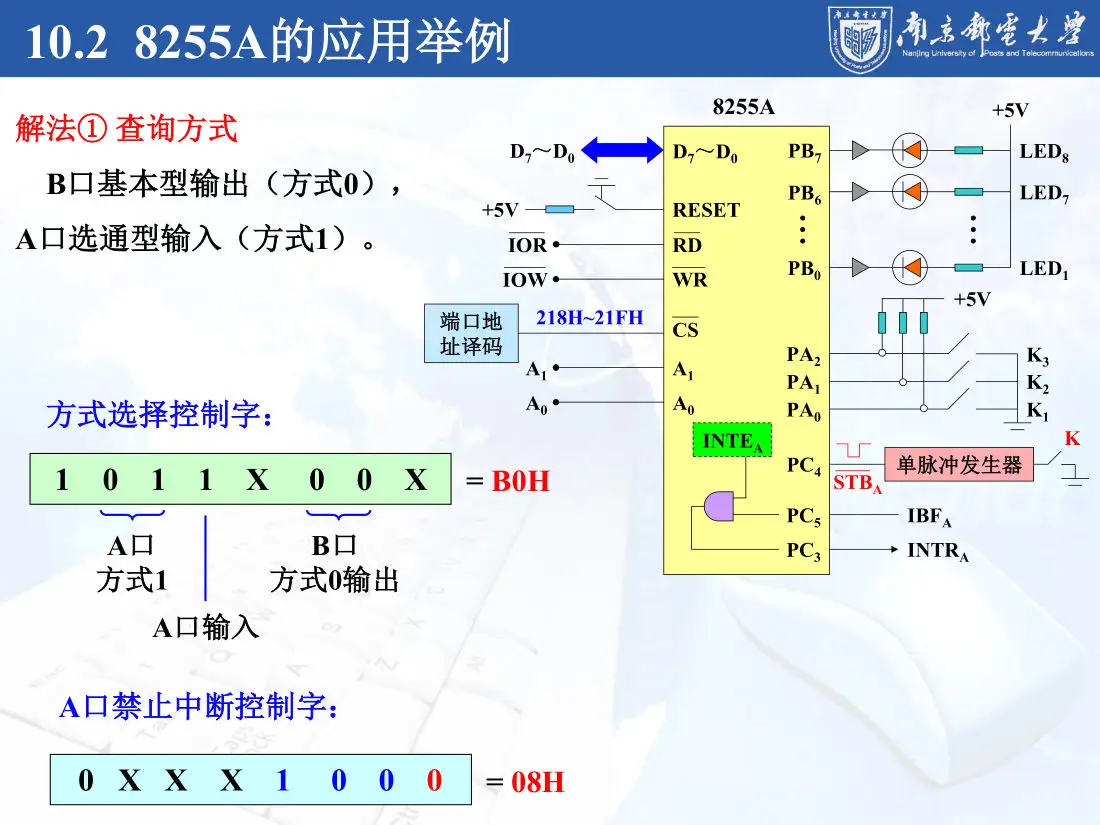 10.2 8255A的应用举例
南京邮电大学
Nanjing University of Posts and Telecommunications
解法① 查询方式
B口基本型输出（方式0），
A口选通型输入（方式1）。
方式选择控制字：
1 0 1 1 X 0 0 X = B0H
A口
方式1
B口
方式0输出
A口输入
A口禁止中断控制字：
0 X X X 1 0 0 0 = 08H
8255A
+5V
D7～D0 D7～D0 PB7 LED8
+5V RESET PB6 LED7
IOR RD
IOW WR PB0 LED1
+5V
端口地
址译码
218H~21FH CS
A1 A1 PA2 K3
PA1 K2
A0 A0 PA0 K1
INTEA
PC4 STBA 单脉冲发生器 K
PC5 IBFA
PC3 INTRA